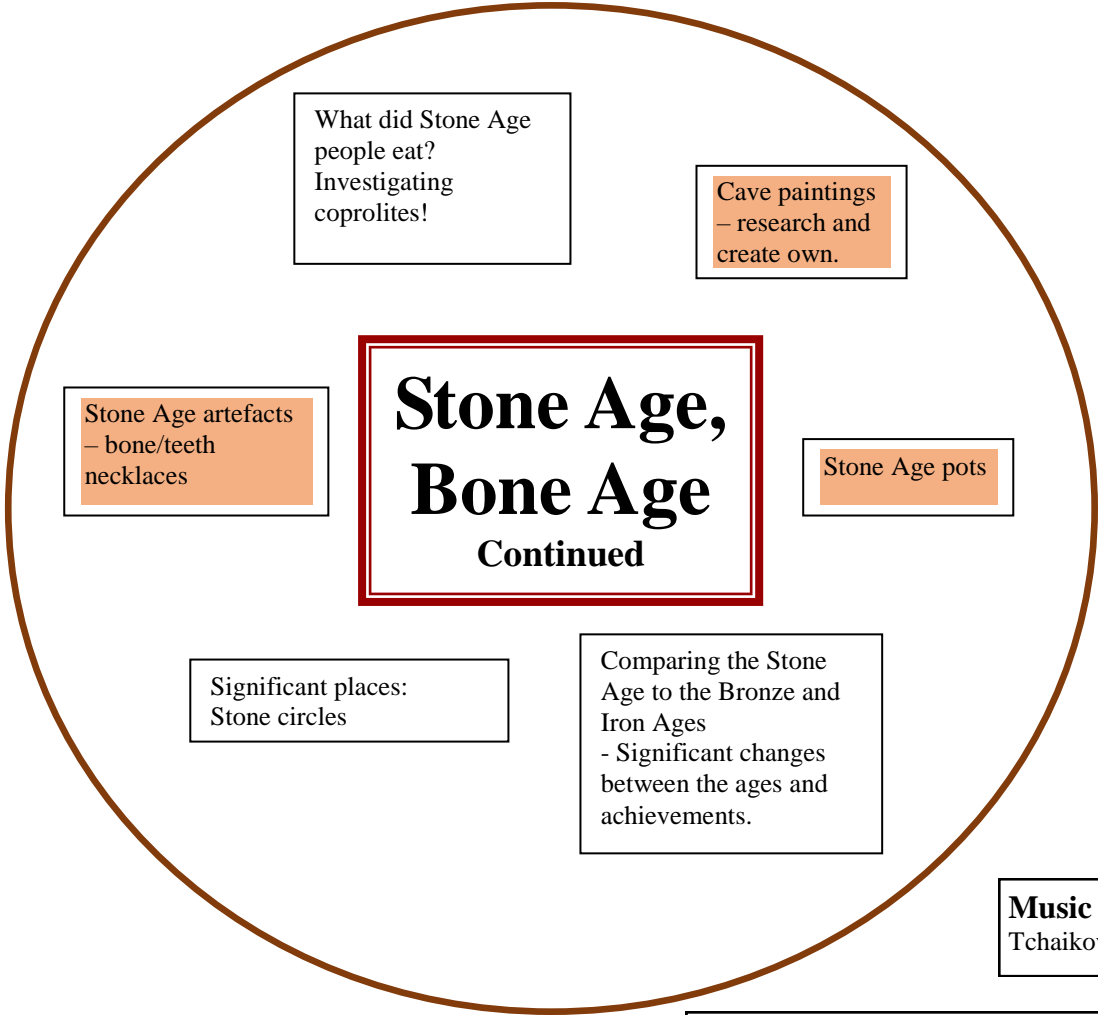 What did Stone Age
people eat?
Investigating
coprolites!
Cave paintings
– research and
create own.
Stone Age,
Bone Age
Continued
Stone Age artefacts
– bone/teeth
necklaces
Stone Age pots
Significant places:
Stone circles
Comparing the Stone
Age to the Bronze and
Iron Ages
- Significant changes
between the ages and
achievements.
Music